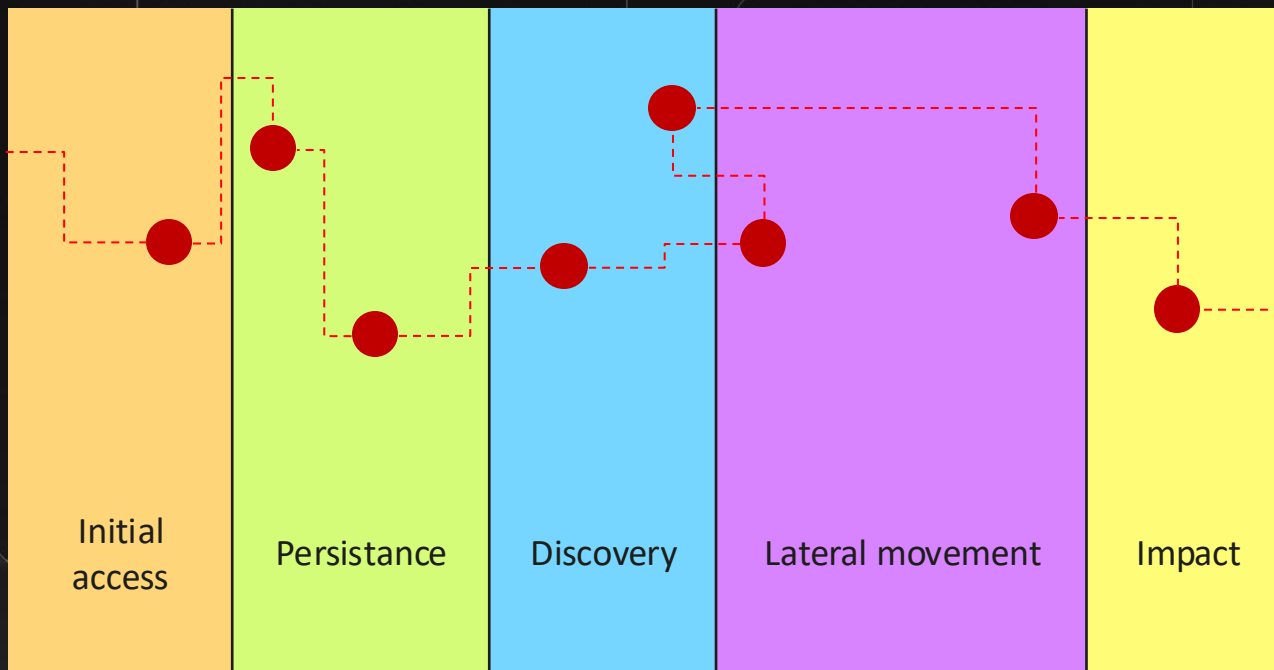 Initial
access
Persistance
Discovery
Lateral movement
Impact